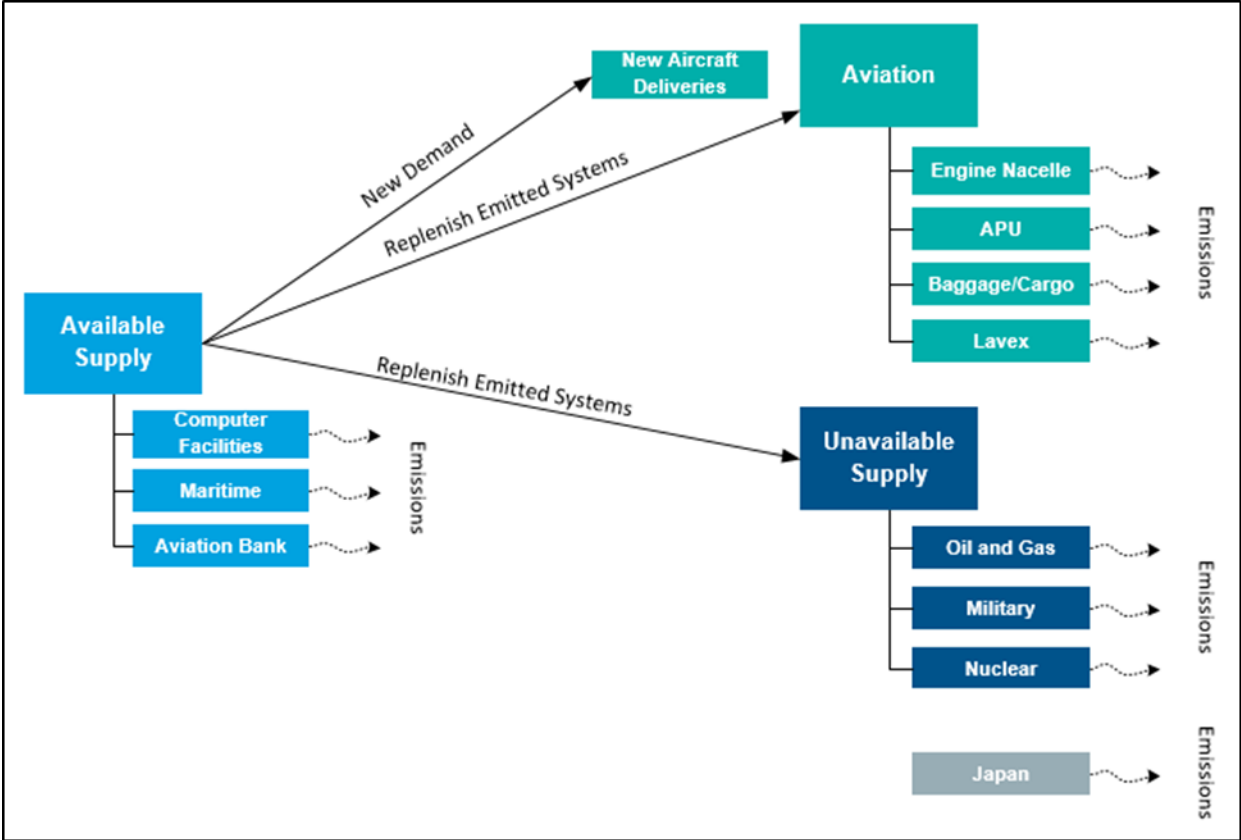 New Aircraft
Deliveries
Aviation
New Demand
Replenish Emitted Systems
Engine Nacelle
APU
Baggage/Cargo
Lavex
Emissions
Available
Supply
Replenish Emitted Systems
Computer
Facilities
Maritime
Aviation Bank
Emissions
Unavailable
Supply
Oil and Gas
Military
Nuclear
Emissions
Japan
Emissions